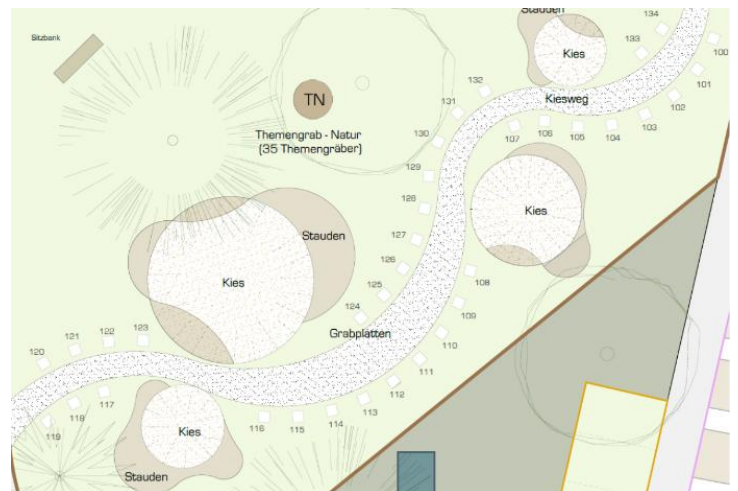 Stauden
134
Sitzbank
133
100
Kies
101
132
Kiesweg
102
TN
131
103
107
106
105
104
Themengrab - Natur
(35 Themengräber)
130
129
128
Kies
Stauden
127
126
108
Kies
125
124
109
Grabplatten
110
123
122
121
111
120
112
113
117
118
114
116
115
119
Kies
Stauden